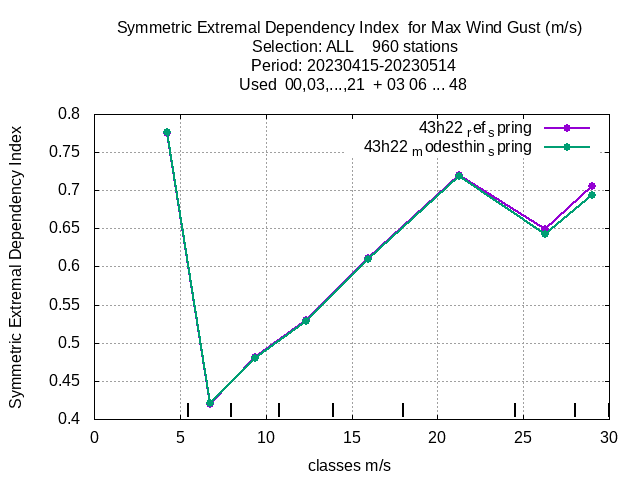 Symmetric Extremal Dependency Index  for Max Wind Gust (m/s)
Selection: ALL    960 stations
Period: 20230415-20230514
Used  00,03,...,21  + 03 06 ... 48
43h22 ref spring
43h22 modesthin spring
Symmetric Extremal Dependency Index
0.8
0.75
0.7
0.65
0.6
0.55
0.5
0.45
0.4
0 5 10 15 20 25 30
classes m/s